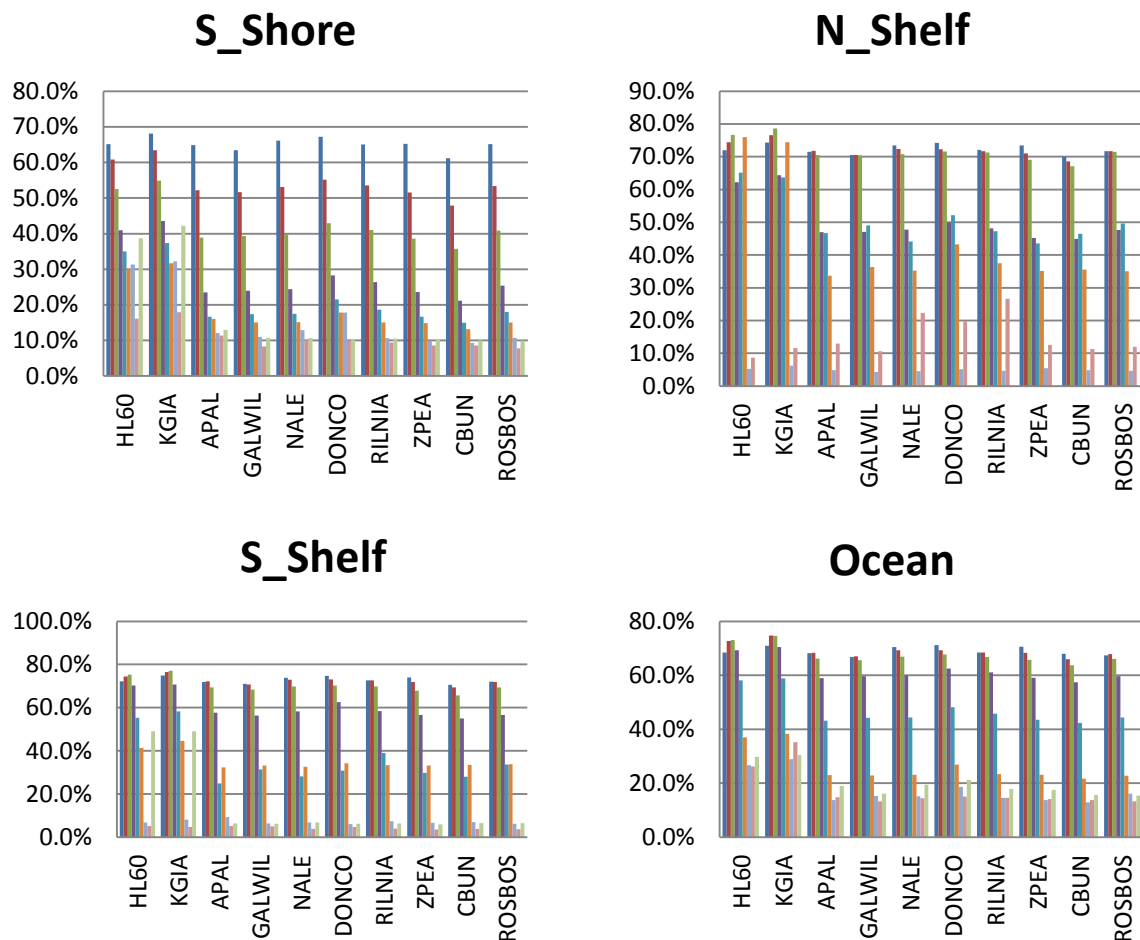 S_Shore
80.0%
70.0%
60.0%
50.0%
40.0%
30.0%
20.0%
10.0%
0.0%
HL60
KGIA
APAL
GALWIL
NALE
DONCO
RILNIA
ZPEA
CBUN
ROSBOS
N_Shelf
90.0%
80.0%
70.0%
60.0%
50.0%
40.0%
30.0%
20.0%
10.0%
0.0%
HL60
KGIA
APAL
GALWIL
NALE
DONCO
RILNIA
ZPEA
CBUN
ROSBOS
S_Shelf
100.0%
80.0%
60.0%
40.0%
20.0%
0.0%
HL60
KGIA
APAL
GALWIL
NALE
DONCO
RILNIA
ZPEA
CBUN
ROSBOS
Ocean
80.0%
60.0%
40.0%
20.0%
0.0%
HL60
KGIA
APAL
GALWIL
NALE
DONCO
RILNIA
ZPEA
CBUN
ROSBOS